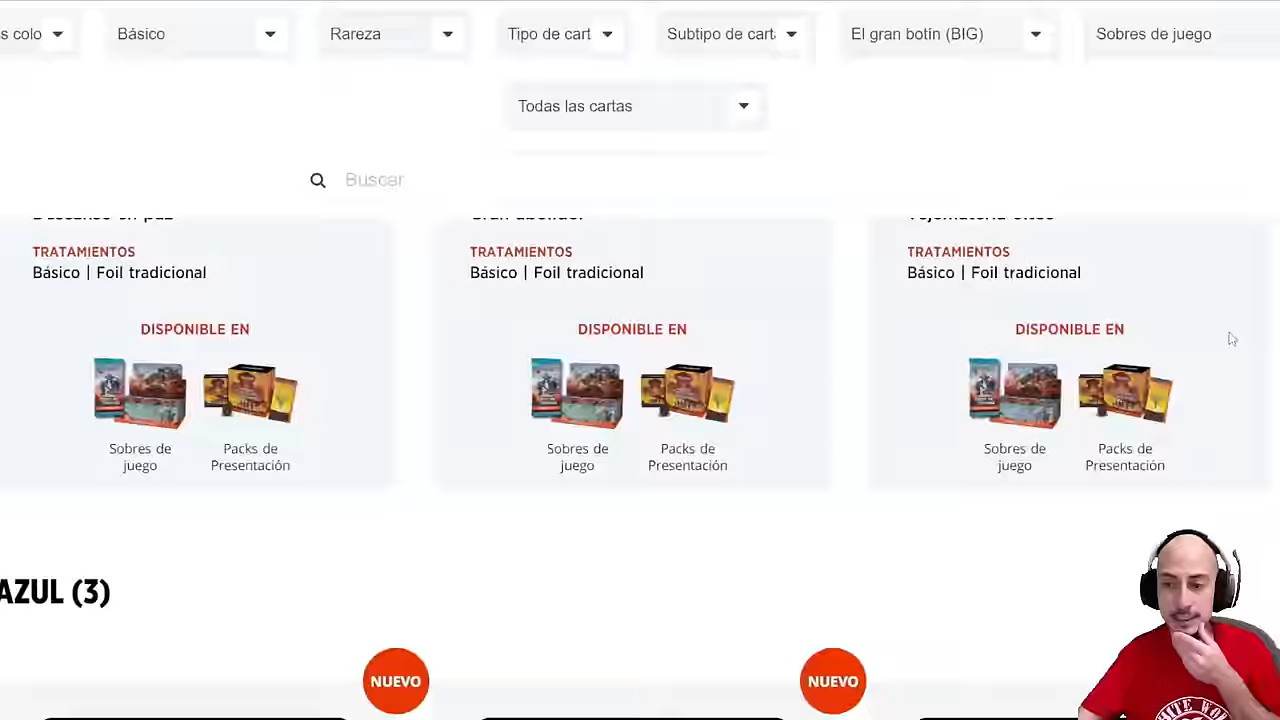 s colo
Básico
Rareza
Tipo de cart
Subtipo de carta
El gran botín (BIG)
Sobres de juego
Todas las cartas
Buscar
TRATAMIENTOS
Básico | Foil tradicional
DISPONIBLE EN
Sobres de
juego
Packs de
Presentación
TRATAMIENTOS
Básico | Foil tradicional
DISPONIBLE EN
Sobres de
juego
Packs de
Presentación
TRATAMIENTOS
Básico | Foil tradicional
DISPONIBLE EN
Sobres de
juego
Packs de
Presentación
AZUL (3)
NUEVO
NUEVO